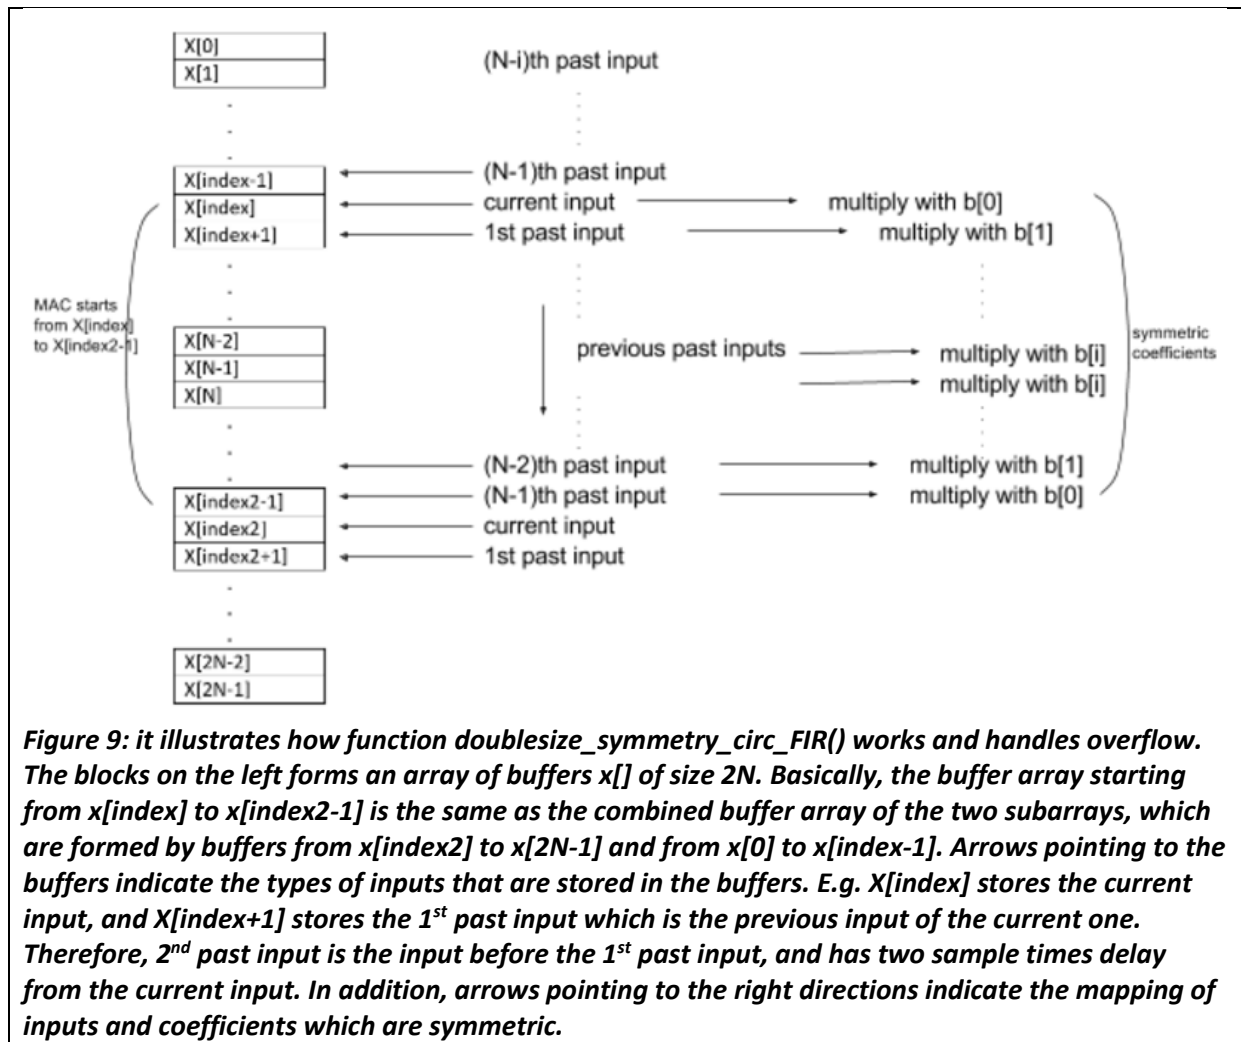 X[0]
X[1]
(N-i)th past input
X[index-1]
(N-1)th past input
X[index]
current input
multiply with b[0]
X[index+1]
1st past input
multiply with b[1]
MAC starts
from X[index]
to X[index2-1]
X[N-2]
X[N-1]
X[N]
previous past inputs
multiply with b[i]
multiply with b[i]
symmetric
coefficients
(N-2)th past input
multiply with b[1]
X[index2-1]
(N-1)th past input
multiply with b[0]
X[index2]
current input
X[index2+1]
1st past input
X[2N-2]
X[2N-1]
Figure 9: it illustrates how function doublesize_symmetry_circ_FIR() works and handles overflow.
The blocks on the left forms an array of buffers x[] of size 2N. Basically, the buffer array starting
from x[index] to x[index2-1] is the same as the combined buffer array of the two subarrays, which
are formed by buffers from x[index2] to x[2N-1] and from x[0] to x[index-1]. Arrows pointing to the
buffers indicate the types of inputs that are stored in the buffers. E.g. X[index] stores the current
input, and X[index+1] stores the 1st past input which is the previous input of the current one.
Therefore, 2nd past input is the input before the 1st past input, and has two sample times delay
from the current input. In addition, arrows pointing to the right directions indicate the mapping of
inputs and coefficients which are symmetric.